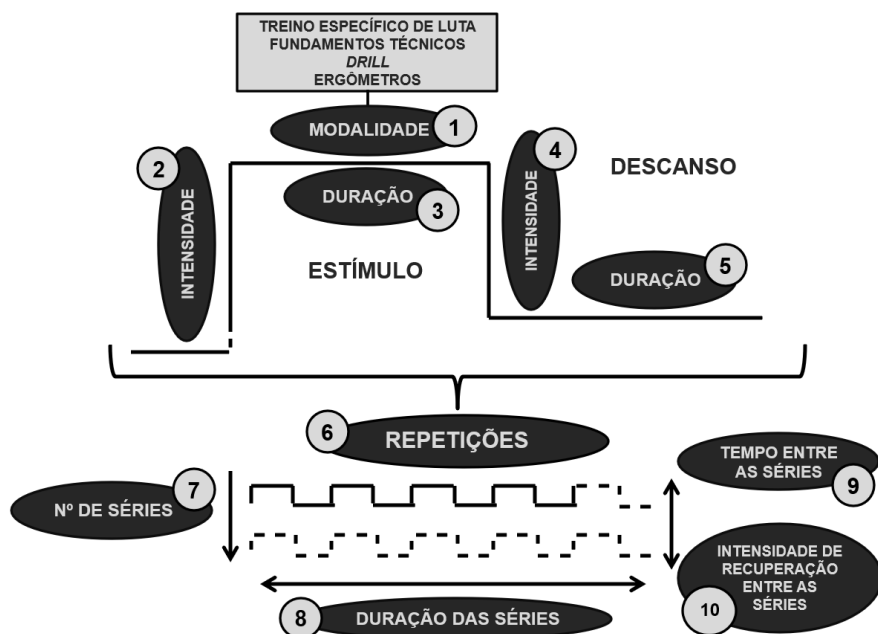 TREINO ESPECÍFICO DE LUTA
FUNDAMENTOS TÉCNICOS
DRILL
ERGÔMETROS
MODALIDADE
1
2
INTENSIDADE
DURAÇÃO
3
ESTÍMULO
4
INTENSIDADE
DESCANSO
DURAÇÃO
5
6
REPETIÇÕES
7
Nº DE SÉRIES
TEMPO ENTRE
AS SÉRIES
9
INTENSIDADE DE
RECUPERAÇÃO
ENTRE AS
SÉRIES
10
8
DURAÇÃO DAS SÉRIES